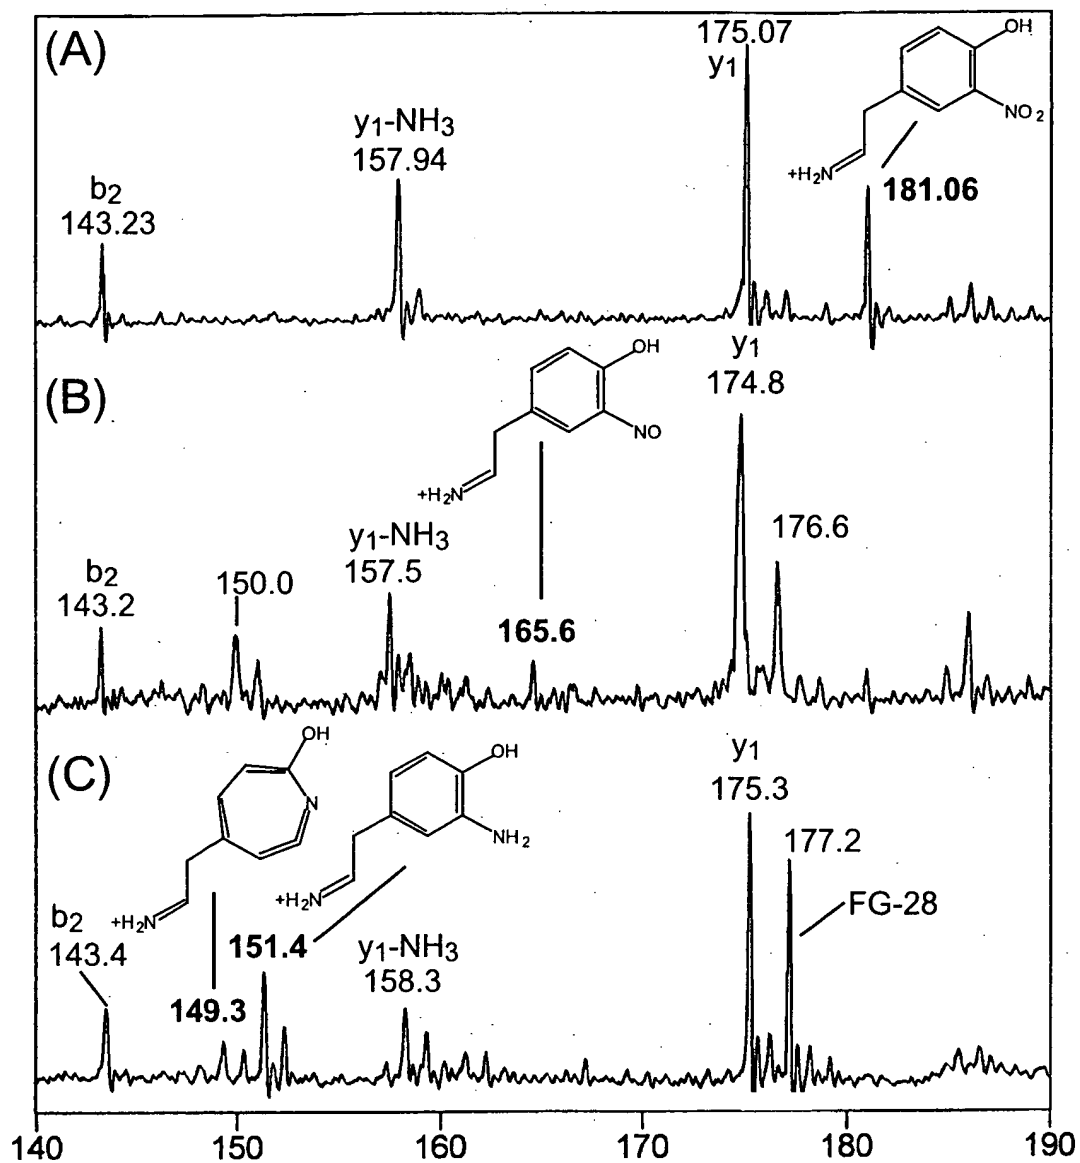 (A)
175.07
y1
OH
NO2
+H2N
181.06
y1-NH3
157.94
b2
143.23
(B)
OH
NO
+H2N
y1
174.8
176.6
y1-NH3
157.5
165.6
b2
143.2
150.0
(C)
OH
N
+H2N
OH
NH2
+H2N
y1
175.3
177.2
FG-28
b2
143.4
149.3
151.4
y1-NH3
158.3
140 150 160 170 180 190